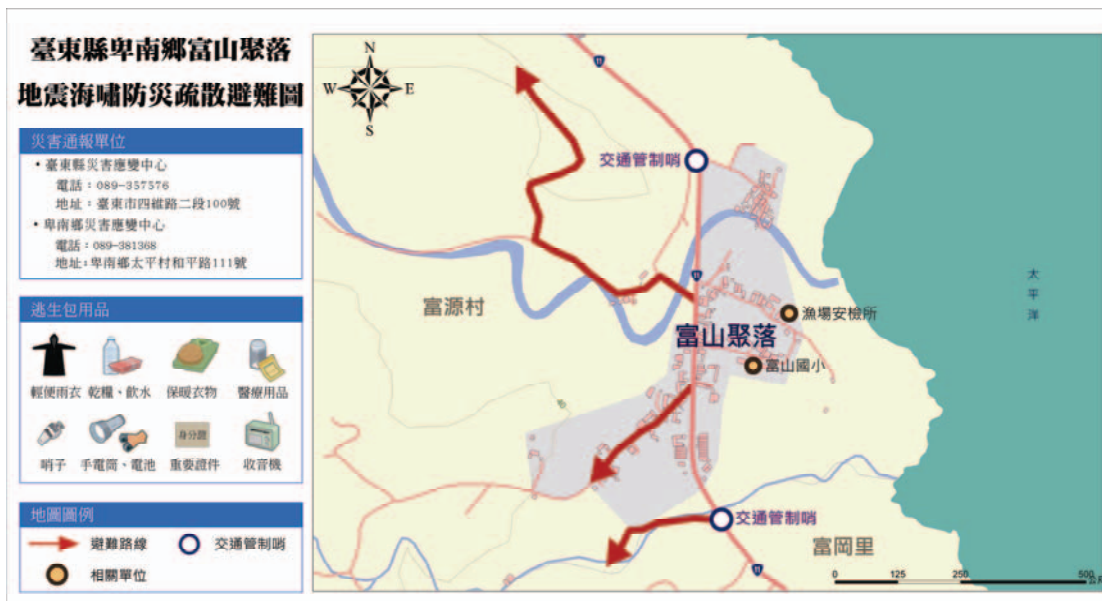 臺東縣卑南鄉富山聚落
地震海嘯防災疏散避難圖
災害通報單位
•臺東縣災害應變中心
電話：089-357576
地址：臺東市四維路二段100號
•卑南鄉災害應變中心
電話：089-381368
地址:卑南鄉太平村和平路111號
逃生包用品
輕便雨衣 乾糧、飲水 保暖衣物 醫療用品
身分證
哨子 手電筒、電池 重要證件 收音機
地圖圖例
避難路線 交通管制哨
相關單位
N
W E
S
11
交通管制哨
11
太平洋
富源村
漁場安檢所
富山聚落
富山國小
交通管制哨
富岡里
11
0 125 250 500
公尺